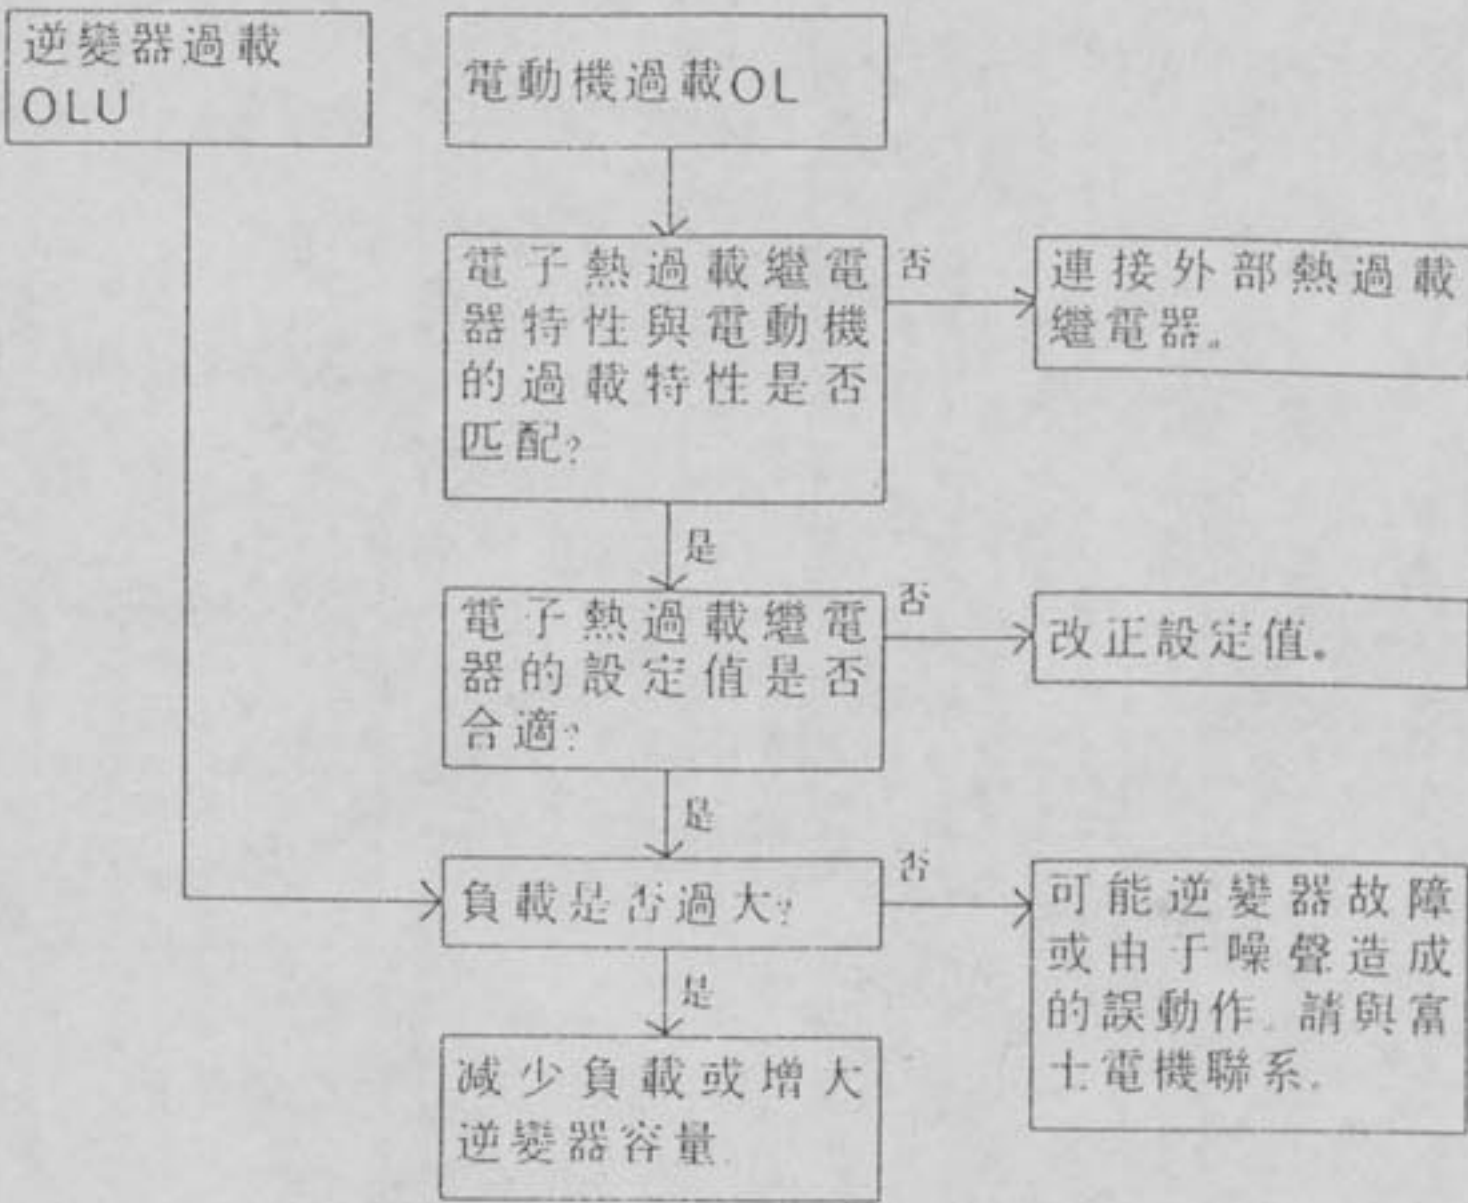 逆變器過載
OLU
電動機過載OL
電子熱過載繼電
器特性與電動機
的過載特性是否
匹配?
否
連接外部熱過載
繼電器。
是
電子熱過載繼電
器的設定值是否
合適?
否
改正設定值。
是
負載是否過大?
否
可能逆變器故障
或由于噪聲造成
的誤動作.請與富
士電機聯系.
是
减少負載或增大
逆變器容量.